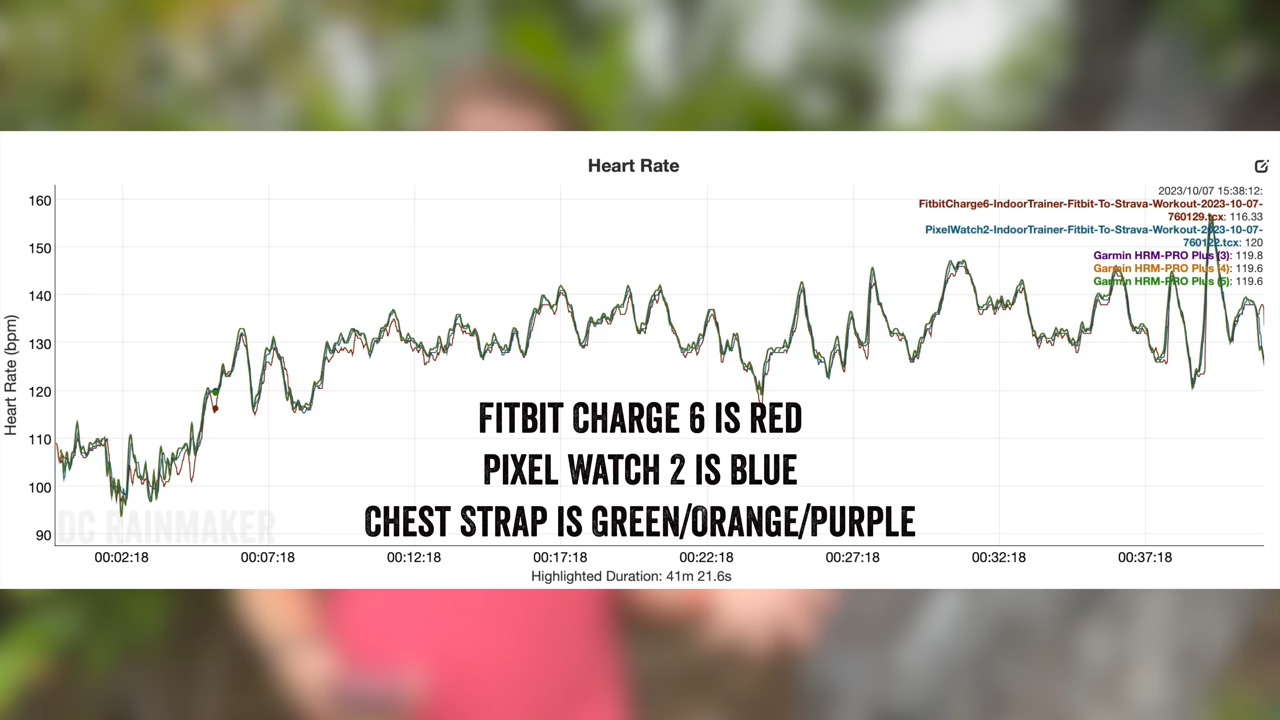 Heart Rate
2023/10/07 15:38:12:
FitbitCharge6-IndoorTrainer-Fitbit-To-Strava-Workout-2023-10-07-
760129.tcx: 116.33
PixelWatch2-IndoorTrainer-Fitbit-To-Strava-Workout-2023-10-07-
760122.tcx: 120
Garmin HRM-PRO Plus (3): 119.8
Garmin HRM-PRO Plus (4): 119.6
Garmin HRM-PRO Plus (5): 119.6
Heart Rate (bpm)
160
150
140
130
120
110
100
90
FITBIT CHARGE 6 IS RED
PIXEL WATCH 2 IS BLUE
CHEST STRAP IS GREEN/ORANGE/PURPLE
DC RAINMAKER
00:02:18 00:07:18 00:12:18 00:17:18 00:22:18 00:27:18 00:32:18 00:37:18
Highlighted Duration: 41m 21.6s